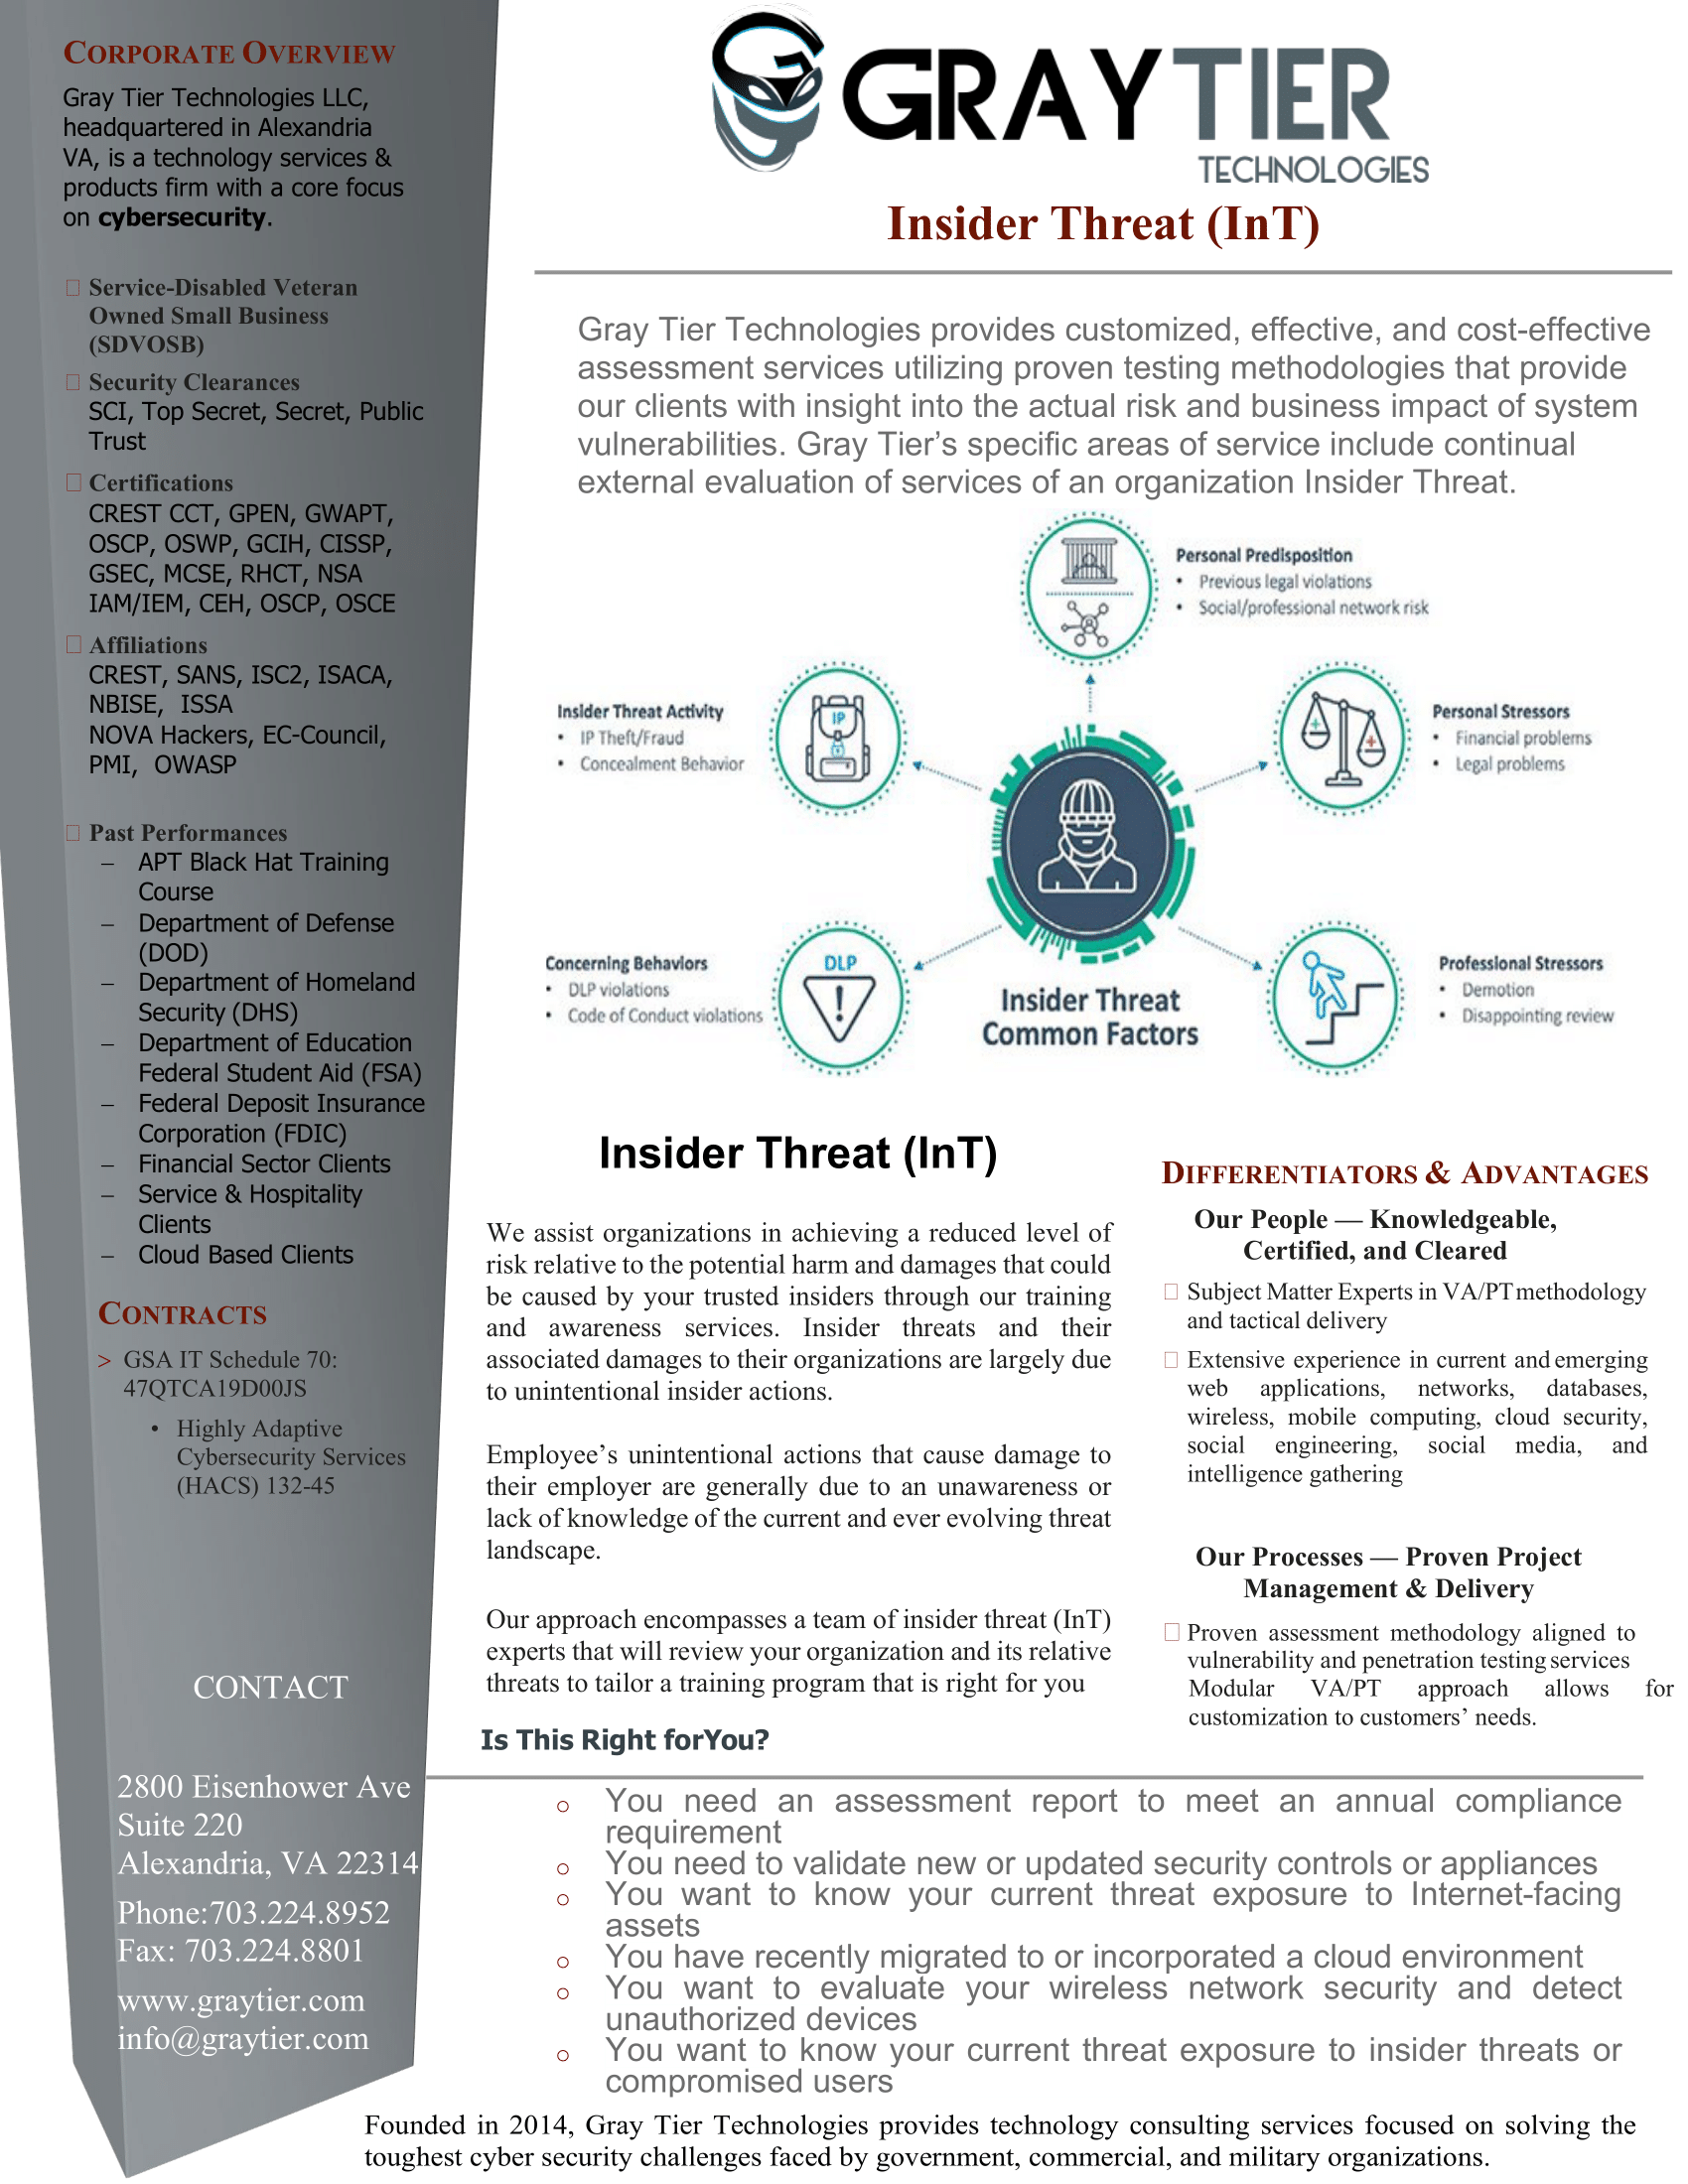 CORPORATE OVERVIEW
Gray Tier Technologies LLC,
headquartered in Alexandria
VA, is a technology services &
products firm with a core focus
on cybersecurity.
Service-Disabled Veteran
Owned Small Business
(SDVOSB)
Security Clearances
SCI, Top Secret, Secret, Public
Trust
Certifications
CREST CCT, GPEN, GWAPT,
OSCP, OSWP, GCIH, CISSP,
GSEC, MCSE, RHCT, NSA
IAM/IEM, CEH, OSCP, OSCE
Affiliations
CREST, SANS, ISC2, ISACA,
NBISE, ISSA
NOVA Hackers, EC-Council,
PMI, OWASP
Past Performances
– APT Black Hat Training
Course
– Department of Defense
(DOD)
– Department of Homeland
Security (DHS)
– Department of Education
Federal Student Aid (FSA)
– Federal Deposit Insurance
Corporation (FDIC)
– Financial Sector Clients
– Service & Hospitality
Clients
– Cloud Based Clients
CONTRACTS
> GSA IT Schedule 70:
47QTCA19D00JS
• Highly Adaptive
Cybersecurity Services
(HACS) 132-45
CONTACT
2800 Eisenhower Ave
Suite 220
Alexandria, VA 22314
Phone:703.224.8952
Fax: 703.224.8801
www.graytier.com
info@graytier.com
GRAYTIER
TECHNOLOGIES
Insider Threat (InT)
Gray Tier Technologies provides customized, effective, and cost-effective
assessment services utilizing proven testing methodologies that provide
our clients with insight into the actual risk and business impact of system
vulnerabilities. Gray Tier’s specific areas of service include continual
external evaluation of services of an organization Insider Threat.
Personal Predisposition
• Previous legal violations
• Social/professional network risk
Insider Threat Activity
• IP Theft/Fraud
• Concealment Behavior
IP
Personal Stressors
• Financial problems
• Legal problems
Concerning Behaviors
• DLP violations
• Code of Conduct violations
DLP
Insider Threat
Common Factors
Professional Stressors
• Demotion
• Disappointing review
Insider Threat (InT)
We assist organizations in achieving a reduced level of
risk relative to the potential harm and damages that could
be caused by your trusted insiders through our training
and awareness services. Insider threats and their
associated damages to their organizations are largely due
to unintentional insider actions.
Employee’s unintentional actions that cause damage to
their employer are generally due to an unawareness or
lack of knowledge of the current and ever evolving threat
landscape.
Our approach encompasses a team of insider threat (InT)
experts that will review your organization and its relative
threats to tailor a training program that is right for you
DIFFERENTIATORS & ADVANTAGES
Our People — Knowledgeable,
Certified, and Cleared
Subject Matter Experts in VA/PT methodology
and tactical delivery
Extensive experience in current and emerging
web applications, networks, databases,
wireless, mobile computing, cloud security,
social engineering, social media, and
intelligence gathering
Our Processes — Proven Project
Management & Delivery
Proven assessment methodology aligned to
vulnerability and penetration testing services
Modular VA/PT approach allows for
customization to customers’ needs.
Is This Right forYou?
o You need an assessment report to meet an annual compliance
requirement
o You need to validate new or updated security controls or appliances
o You want to know your current threat exposure to Internet-facing
assets
o You have recently migrated to or incorporated a cloud environment
o You want to evaluate your wireless network security and detect
unauthorized devices
o You want to know your current threat exposure to insider threats or
compromised users
Founded in 2014, Gray Tier Technologies provides technology consulting services focused on solving the
toughest cyber security challenges faced by government, commercial, and military organizations.